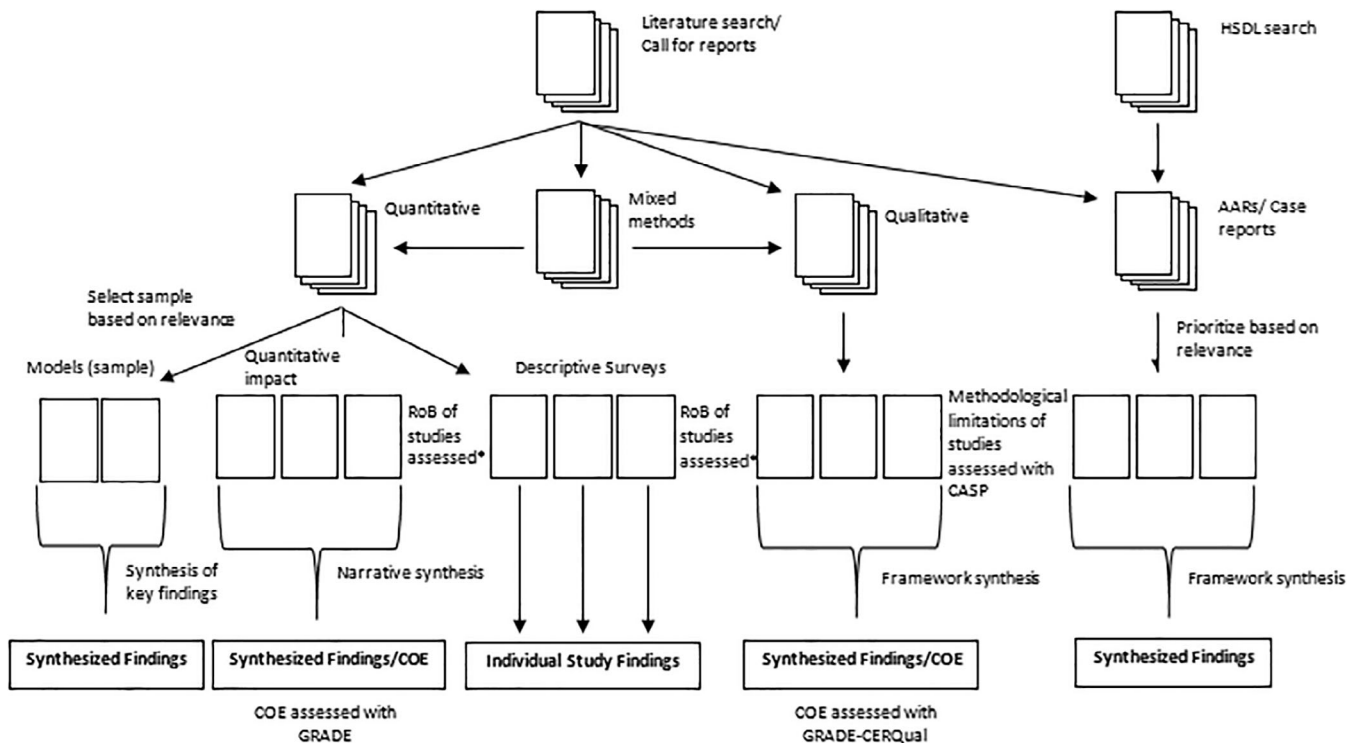 Literature search/
Call for reports
HSDL search
Quantitative
Mixed
methods
Qualitative
AARs/ Case
reports
Select sample
based on relevance
Prioritize based on
relevance
Models (sample)
Quantitative
impact
Descriptive Surveys
RoB of
studies
assessed*
RoB of
studies
assessed*
Methodological
limitations of
studies
assessed with
CASP
Synthesis of
key findings
Narrative synthesis
Framework synthesis
Framework synthesis
Synthesized Findings
Synthesized Findings/COE
Individual Study Findings
Synthesized Findings/COE
Synthesized Findings
COE assessed with
GRADE
COE assessed with
GRADE-CERQual